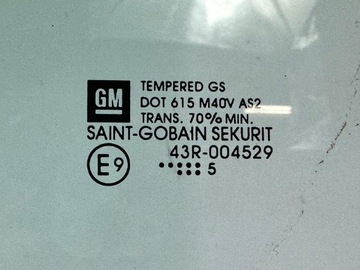 GM
TEMPERED GS
DOT 615 M40V AS2
TRANS. 70% MIN.
SAINT-GOBAIN SEKURIT
E9
43R-004529
5